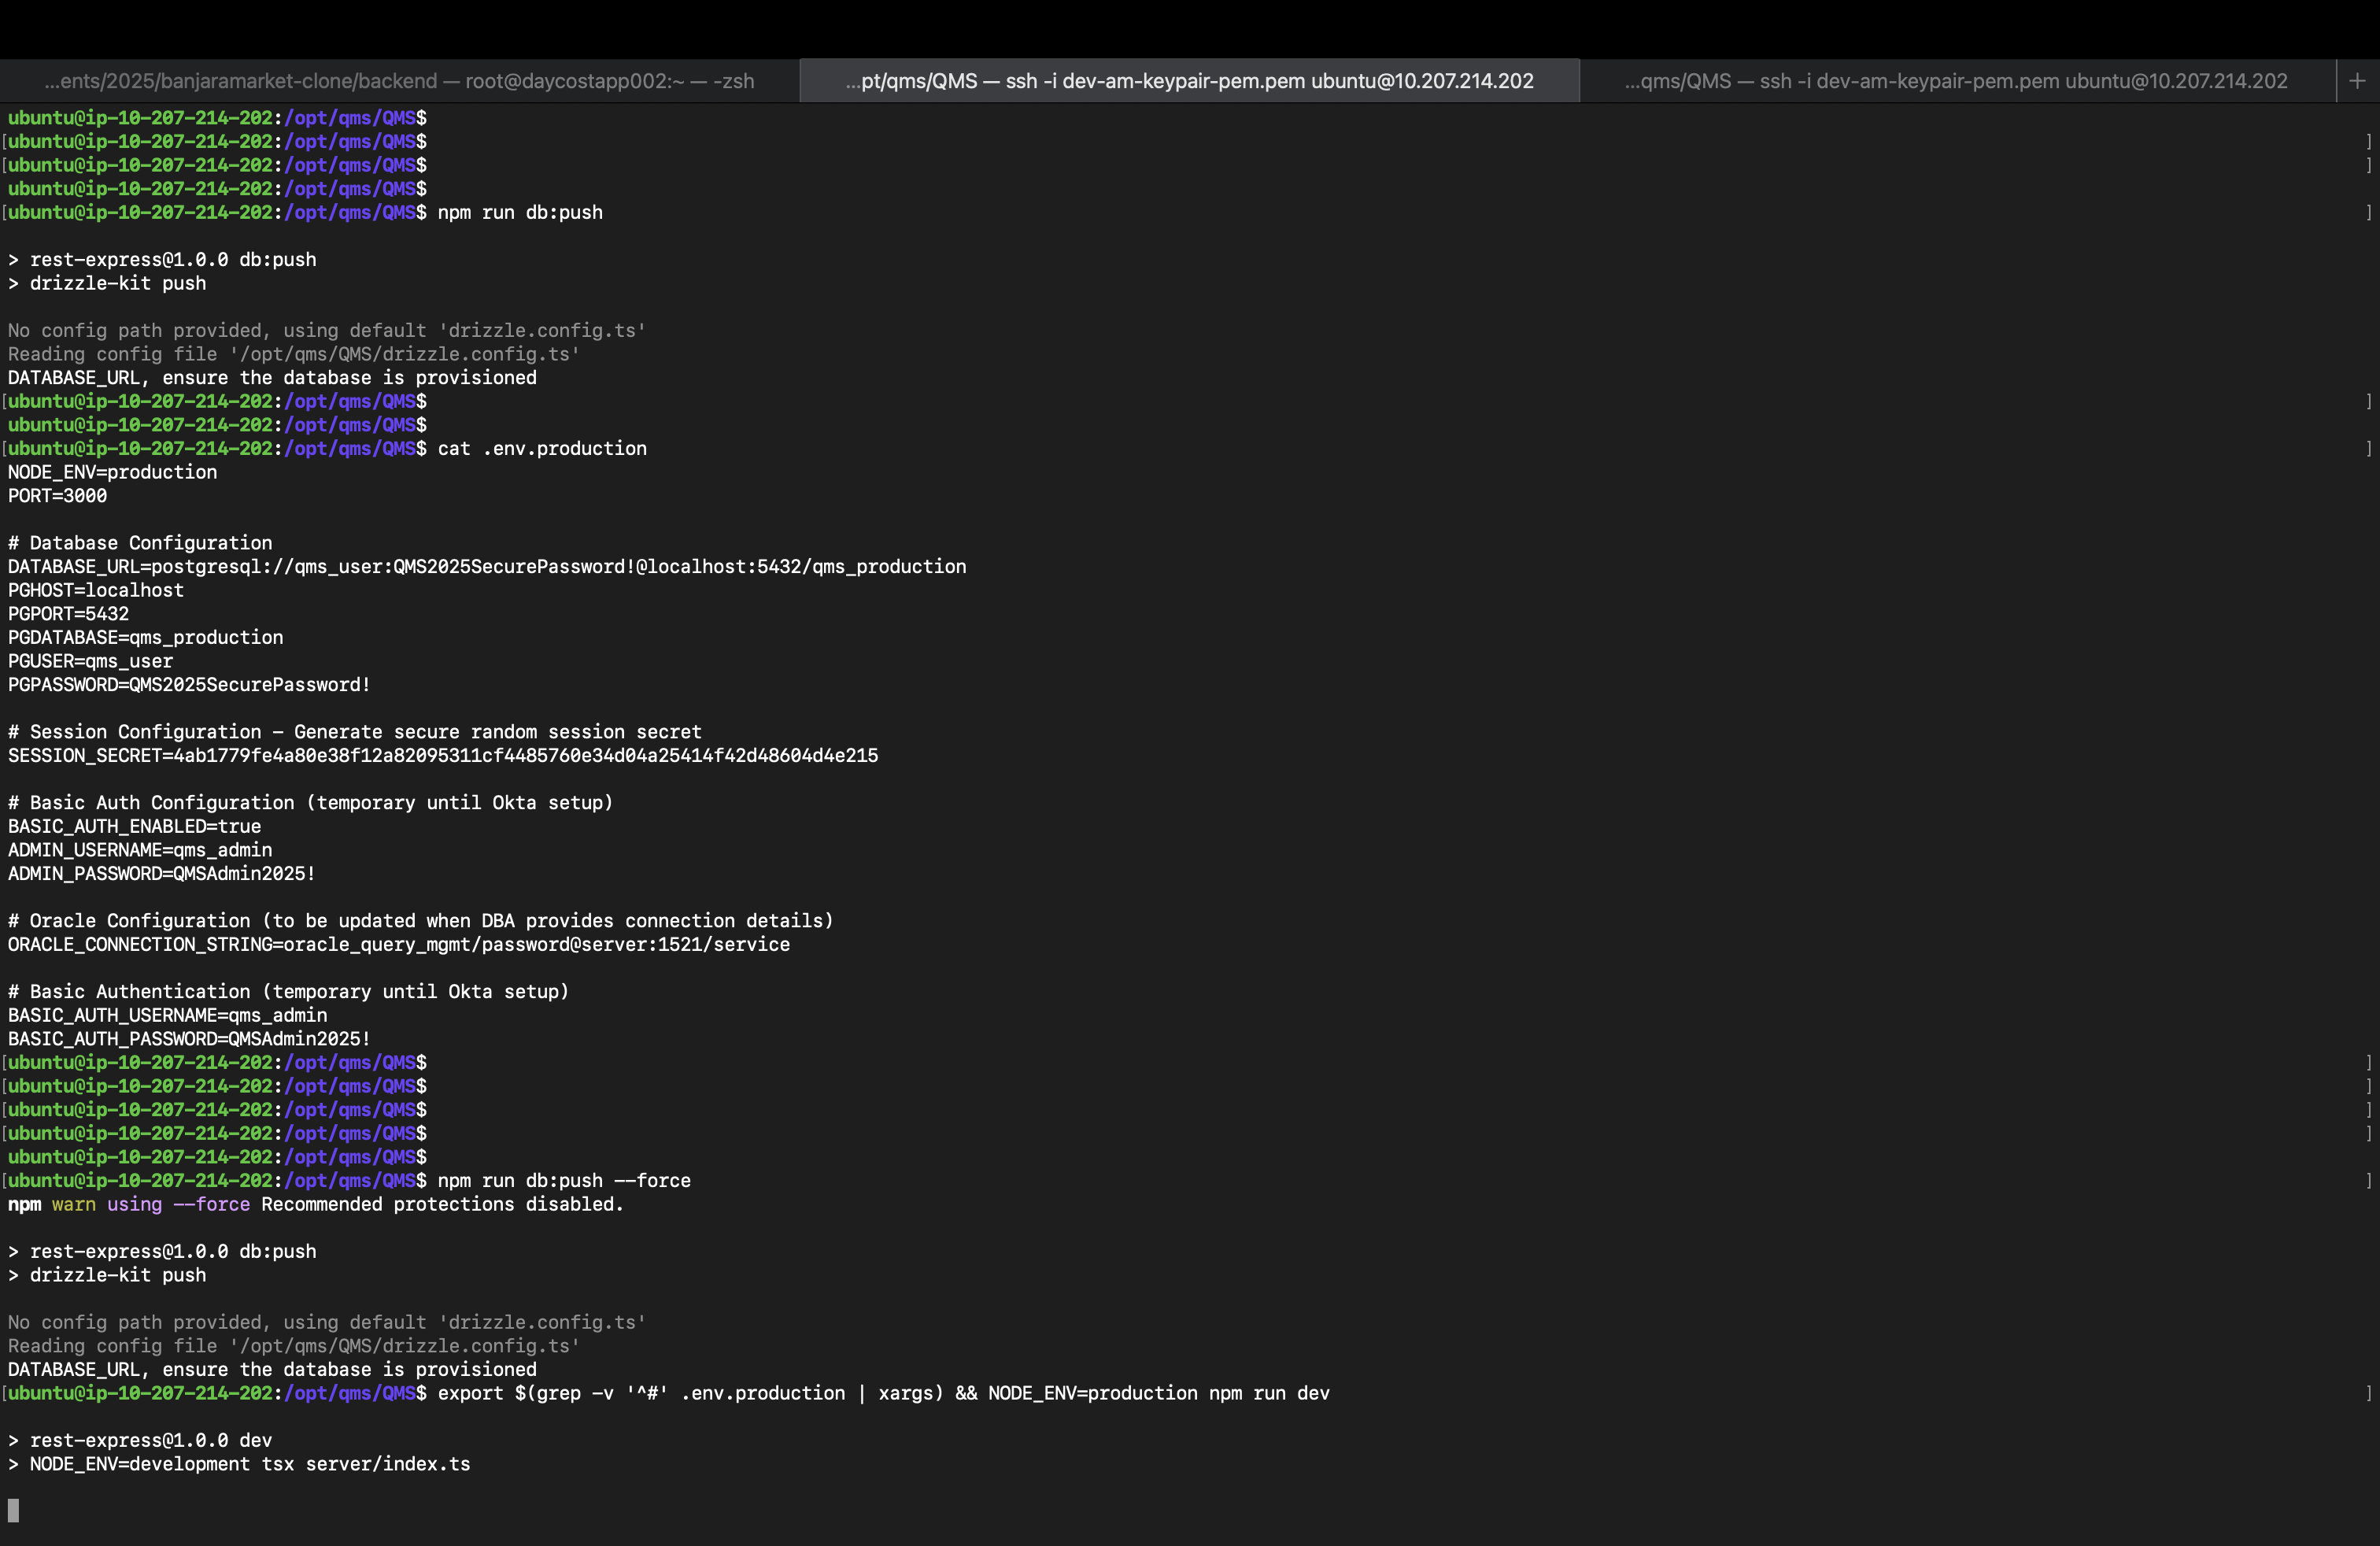 ...ents/2025/banjaramarket-clone/backend — root@daycostapp002:~ — -zsh
...pt/qms/QMS — ssh -i dev-am-keypair-pem.pem ubuntu@10.207.214.202
...qms/QMS — ssh -i dev-am-keypair-pem.pem ubuntu@10.207.214.202
+
ubuntu@ip-10-207-214-202:/opt/qms/QMS$
[ubuntu@ip-10-207-214-202:/opt/qms/QMS$ ]
[ubuntu@ip-10-207-214-202:/opt/qms/QMS$ ]
ubuntu@ip-10-207-214-202:/opt/qms/QMS$
[ubuntu@ip-10-207-214-202:/opt/qms/QMS$ npm run db:push ]
> rest-express@1.0.0 db:push
> drizzle-kit push
No config path provided, using default 'drizzle.config.ts'
Reading config file '/opt/qms/QMS/drizzle.config.ts'
DATABASE_URL, ensure the database is provisioned
[ubuntu@ip-10-207-214-202:/opt/qms/QMS$ ]
ubuntu@ip-10-207-214-202:/opt/qms/QMS$
[ubuntu@ip-10-207-214-202:/opt/qms/QMS$ cat .env.production ]
NODE_ENV=production
PORT=3000
# Database Configuration
DATABASE_URL=postgresql://qms_user:QMS2025SecurePassword!@localhost:5432/qms_production
PGHOST=localhost
PGPORT=5432
PGDATABASE=qms_production
PGUSER=qms_user
PGPASSWORD=QMS2025SecurePassword!
# Session Configuration - Generate secure random session secret
SESSION_SECRET=4ab1779fe4a80e38f12a82095311cf4485760e34d04a25414f42d48604d4e215
# Basic Auth Configuration (temporary until Okta setup)
BASIC_AUTH_ENABLED=true
ADMIN_USERNAME=qms_admin
ADMIN_PASSWORD=QMSAdmin2025!
# Oracle Configuration (to be updated when DBA provides connection details)
ORACLE_CONNECTION_STRING=oracle_query_mgmt/password@server:1521/service
# Basic Authentication (temporary until Okta setup)
BASIC_AUTH_USERNAME=qms_admin
BASIC_AUTH_PASSWORD=QMSAdmin2025!
[ubuntu@ip-10-207-214-202:/opt/qms/QMS$ ]
[ubuntu@ip-10-207-214-202:/opt/qms/QMS$ ]
[ubuntu@ip-10-207-214-202:/opt/qms/QMS$ ]
[ubuntu@ip-10-207-214-202:/opt/qms/QMS$ ]
ubuntu@ip-10-207-214-202:/opt/qms/QMS$
[ubuntu@ip-10-207-214-202:/opt/qms/QMS$ npm run db:push --force ]
npm warn using --force Recommended protections disabled.
> rest-express@1.0.0 db:push
> drizzle-kit push
No config path provided, using default 'drizzle.config.ts'
Reading config file '/opt/qms/QMS/drizzle.config.ts'
DATABASE_URL, ensure the database is provisioned
[ubuntu@ip-10-207-214-202:/opt/qms/QMS$ export $(grep -v '^#' .env.production | xargs) && NODE_ENV=production npm run dev ]
> rest-express@1.0.0 dev
> NODE_ENV=development tsx server/index.ts